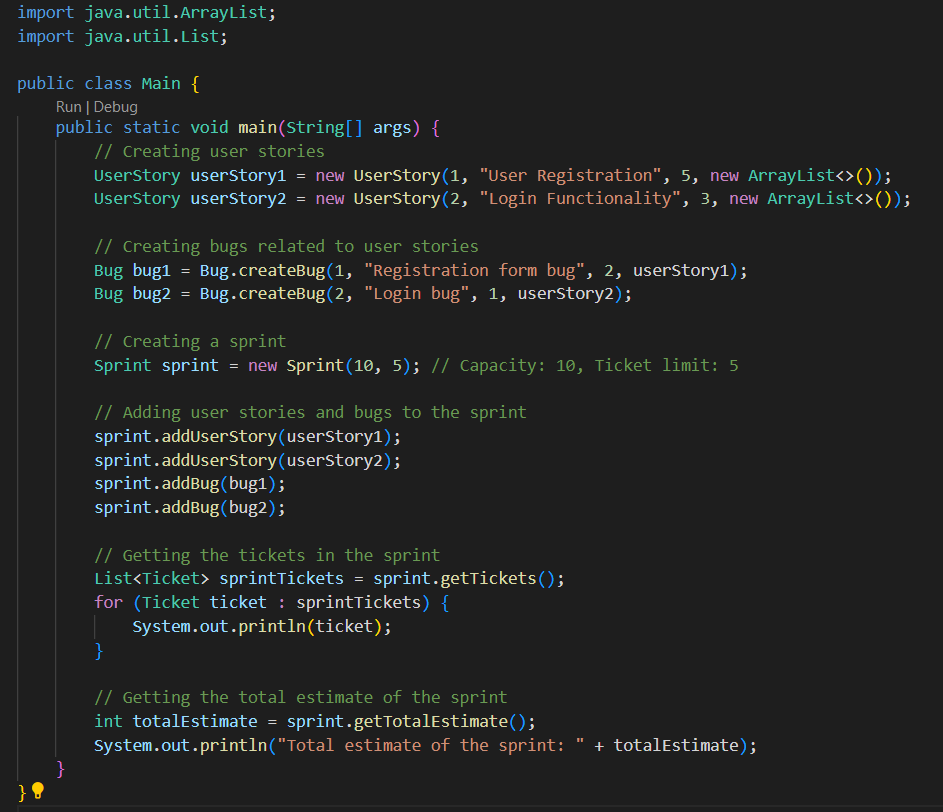 import java.util.ArrayList;
import java.util.List;

public class Main {
    Run | Debug
    public static void main(String[] args) {
        // Creating user stories
        UserStory userStory1 = new UserStory(1, "User Registration", 5, new ArrayList<>());
        UserStory userStory2 = new UserStory(2, "Login Functionality", 3, new ArrayList<>());

        // Creating bugs related to user stories
        Bug bug1 = Bug.createBug(1, "Registration form bug", 2, userStory1);
        Bug bug2 = Bug.createBug(2, "Login bug", 1, userStory2);

        // Creating a sprint
        Sprint sprint = new Sprint(10, 5); // Capacity: 10, Ticket limit: 5

        // Adding user stories and bugs to the sprint
        sprint.addUserStory(userStory1);
        sprint.addUserStory(userStory2);
        sprint.addBug(bug1);
        sprint.addBug(bug2);

        // Getting the tickets in the sprint
        List<Ticket> sprintTickets = sprint.getTickets();
        for (Ticket ticket : sprintTickets) {
            System.out.println(ticket);
        }

        // Getting the total estimate of the sprint
        int totalEstimate = sprint.getTotalEstimate();
        System.out.println("Total estimate of the sprint: " + totalEstimate);
    }
}